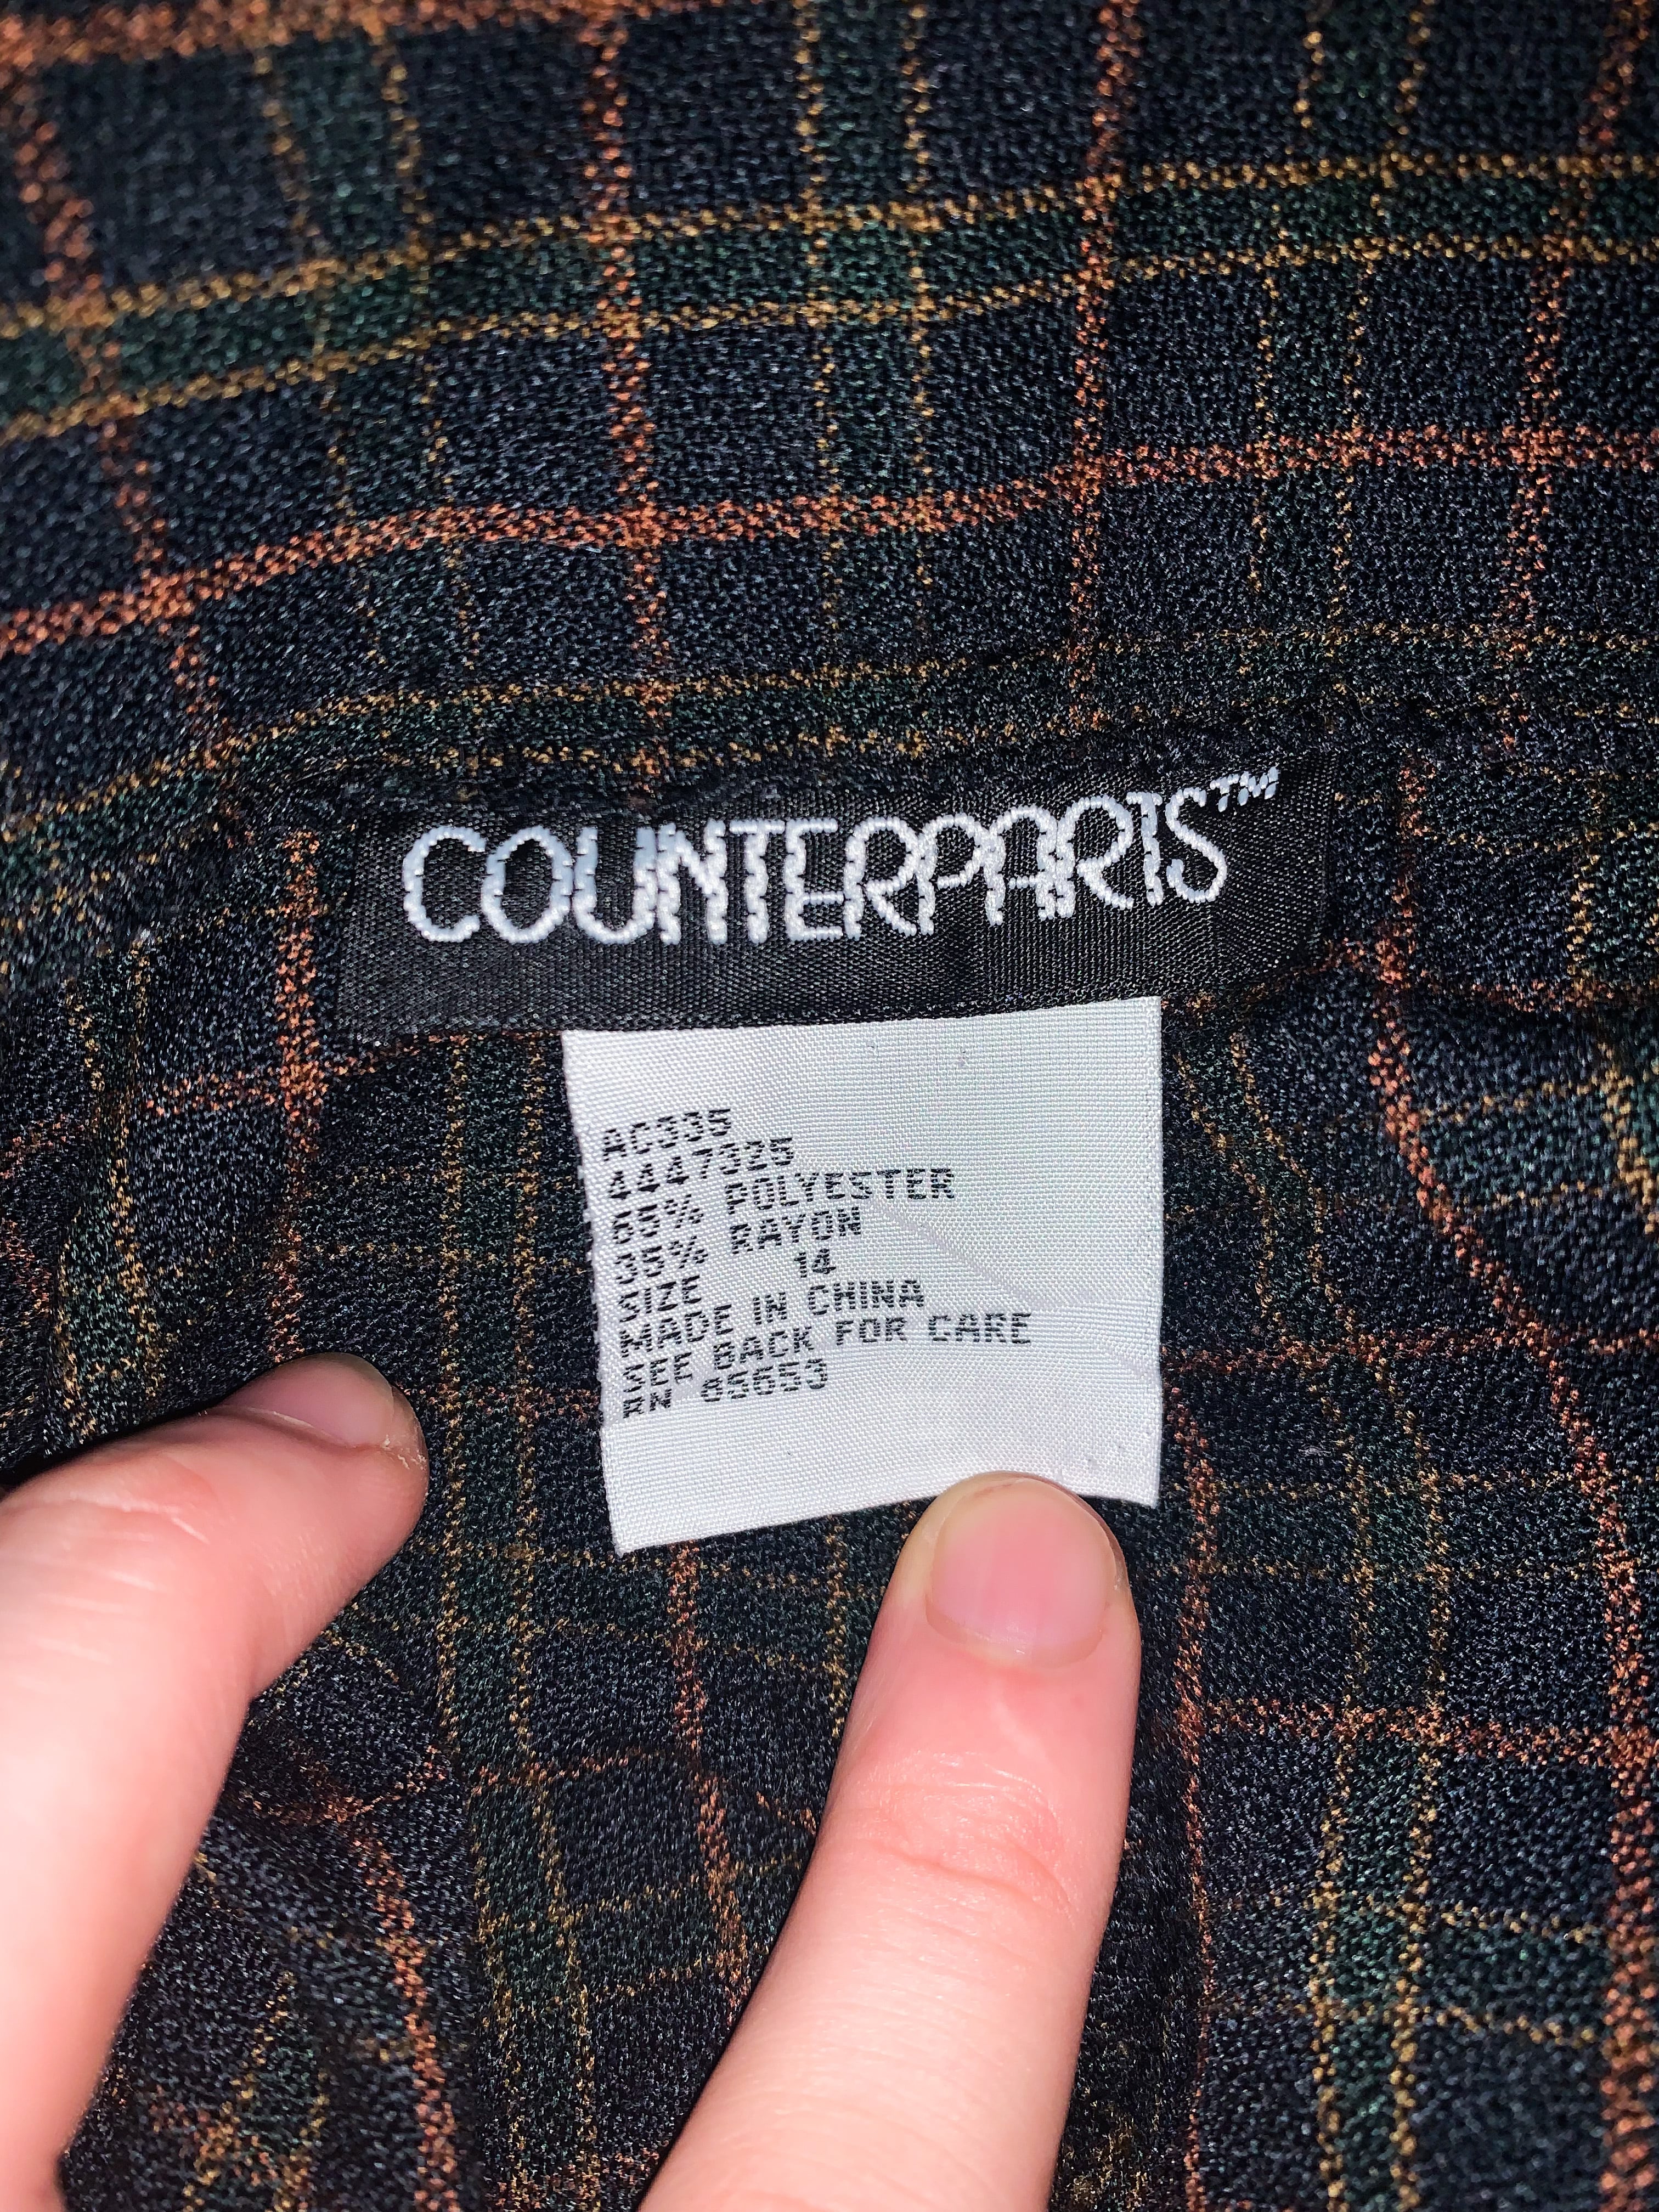 COUNTERPARTS™
AC335
4447325
65% POLYESTER
35% RAYON
SIZE 14
MADE IN CHINA
SEE BACK FOR CARE
RN 85653